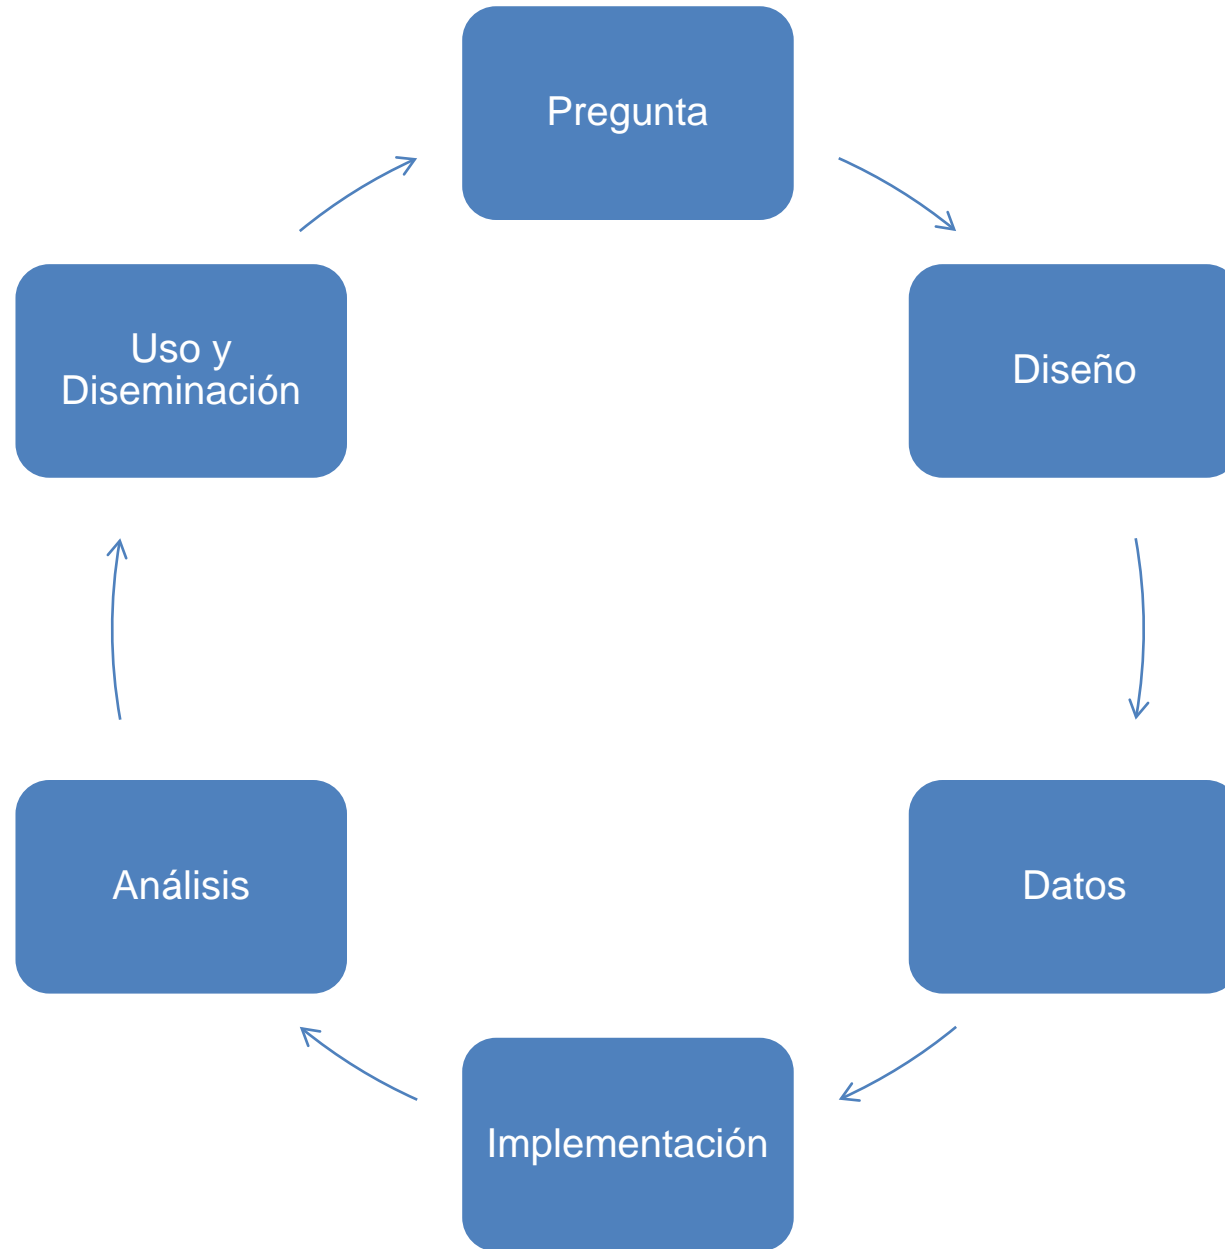 Pregunta
Diseño
Datos
Implementación
Análisis
Uso y
Diseminación